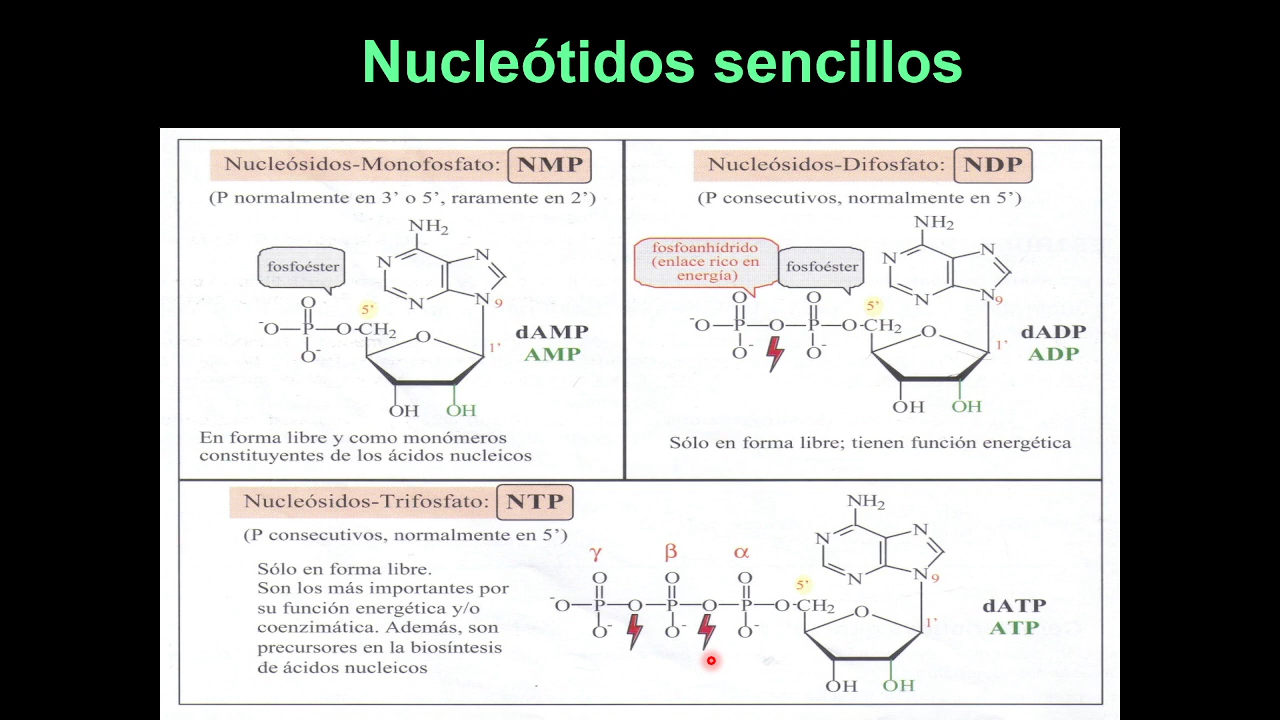 Nucleótidos sencillos
Nucleósidos-Monofosfato: NMP
(P normalmente en 3’ o 5’, raramente en 2’)
NH2
fosfoéster
N
N
N
N 9
O
5’
-O—P—O-CH2
O
O-
1’
dAMP
AMP
OH
OH
En forma libre y como monómeros
constituyentes de los ácidos nucleicos
Nucleósidos-Difosfato: NDP
(P consecutivos, normalmente en 5’)
NH2
fosfoanhídrido
(enlace rico en
energía)
fosfoéster
N
N
N
N9
O
O
5’
-O—P—O—P—O-CH2
O
O-
O-
1’
dADP
ADP
OH
OH
Sólo en forma libre; tienen función energética
Nucleósidos-Trifosfato: NTP
(P consecutivos, normalmente en 5’)
Sólo en forma libre.
Son los más importantes por
su función energética y/o
coenzimática. Además, son
precursores en la biosíntesis
de ácidos nucleicos
NH2
N
N
N
N 9
γ
β
α
O
O
O
5’
-O—P—O—P—O—P—O-CH2
O
O-
O-
O-
1’
dATP
ATP
OH
OH